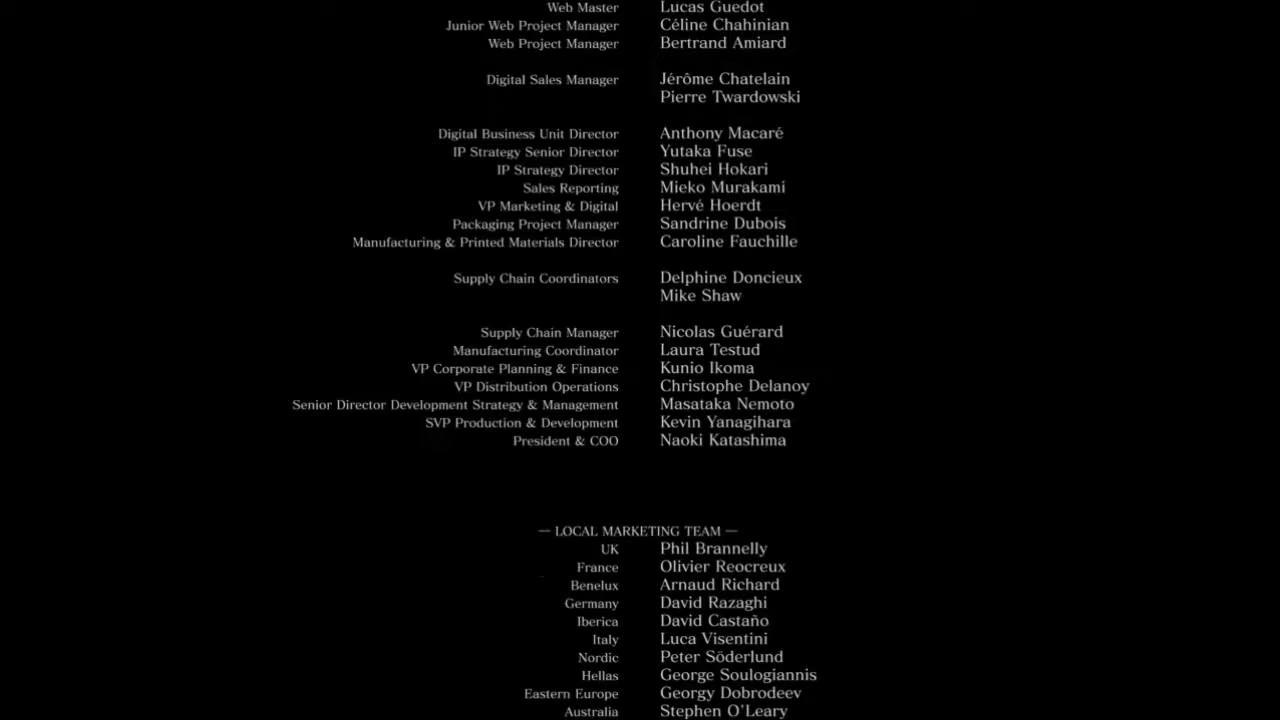 Web Master Lucas Guedot
Junior Web Project Manager Céline Chahinian
Web Project Manager Bertrand Amiard
Digital Sales Manager Jérôme Chatelain
Pierre Twardowski
Digital Business Unit Director Anthony Macaré
IP Strategy Senior Director Yutaka Fuse
IP Strategy Director Shuhei Hokari
Sales Reporting Mieko Murakami
VP Marketing & Digital Hervé Hoerdt
Packaging Project Manager Sandrine Dubois
Manufacturing & Printed Materials Director Caroline Fauchille
Supply Chain Coordinators Delphine Doncieux
Mike Shaw
Supply Chain Manager Nicolas Guérard
Manufacturing Coordinator Laura Testud
VP Corporate Planning & Finance Kunio Ikoma
VP Distribution Operations Christophe Delanoy
Senior Director Development Strategy & Management Masataka Nemoto
SVP Production & Development Kevin Yanagihara
President & COO Naoki Katashima
— LOCAL MARKETING TEAM —
UK Phil Brannelly
France Olivier Reocreux
Benelux Arnaud Richard
Germany David Razaghi
Iberica David Castaño
Italy Luca Visentini
Nordic Peter Söderlund
Hellas George Soulogiannis
Eastern Europe Georgy Dobrodeev
Australia Stephen O'Leary